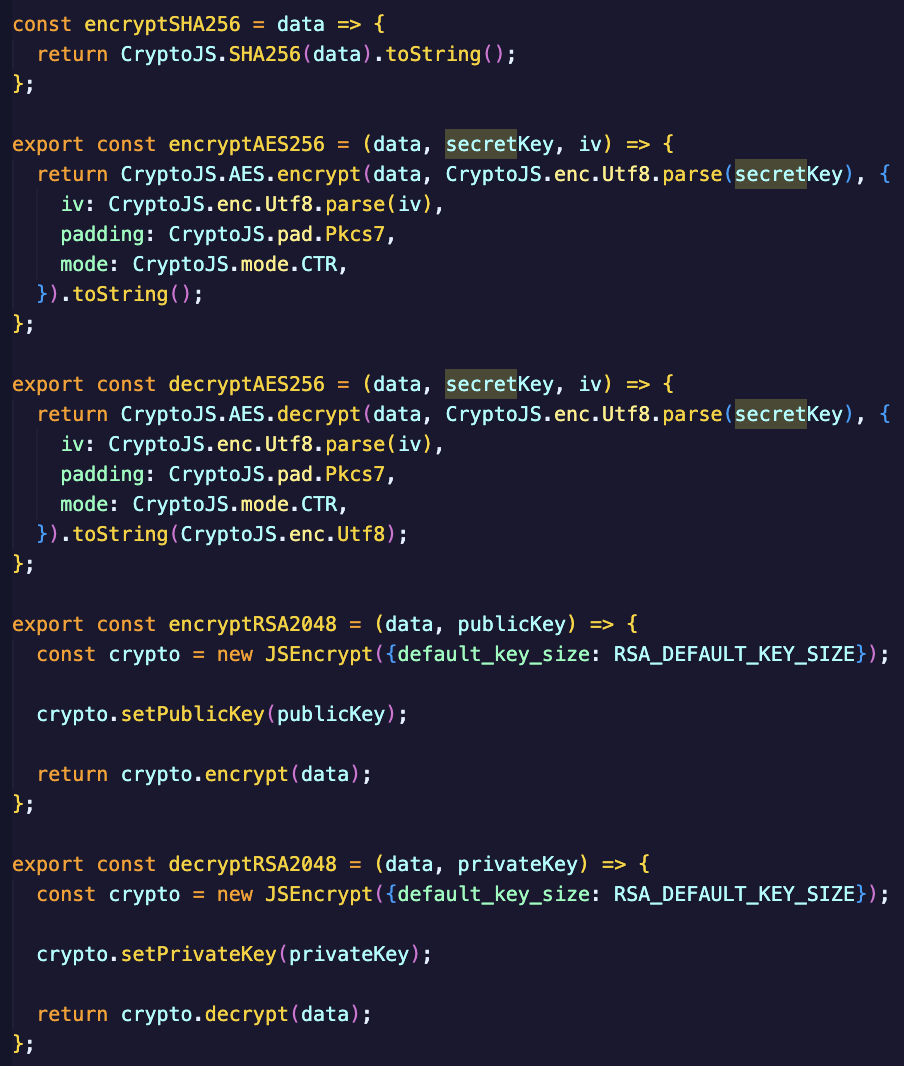 const encryptSHA256 = data => {
  return CryptoJS.SHA256(data).toString();
};

export const encryptAES256 = (data, secretKey, iv) => {
  return CryptoJS.AES.encrypt(data, CryptoJS.enc.Utf8.parse(secretKey), {
    iv: CryptoJS.enc.Utf8.parse(iv),
    padding: CryptoJS.pad.Pkcs7,
    mode: CryptoJS.mode.CTR,
  }).toString();
};

export const decryptAES256 = (data, secretKey, iv) => {
  return CryptoJS.AES.decrypt(data, CryptoJS.enc.Utf8.parse(secretKey), {
    iv: CryptoJS.enc.Utf8.parse(iv),
    padding: CryptoJS.pad.Pkcs7,
    mode: CryptoJS.mode.CTR,
  }).toString(CryptoJS.enc.Utf8);
};

export const encryptRSA2048 = (data, publicKey) => {
  const crypto = new JSEncrypt({default_key_size: RSA_DEFAULT_KEY_SIZE});

  crypto.setPublicKey(publicKey);

  return crypto.encrypt(data);
};

export const decryptRSA2048 = (data, privateKey) => {
  const crypto = new JSEncrypt({default_key_size: RSA_DEFAULT_KEY_SIZE});

  crypto.setPrivateKey(privateKey);

  return crypto.decrypt(data);
};